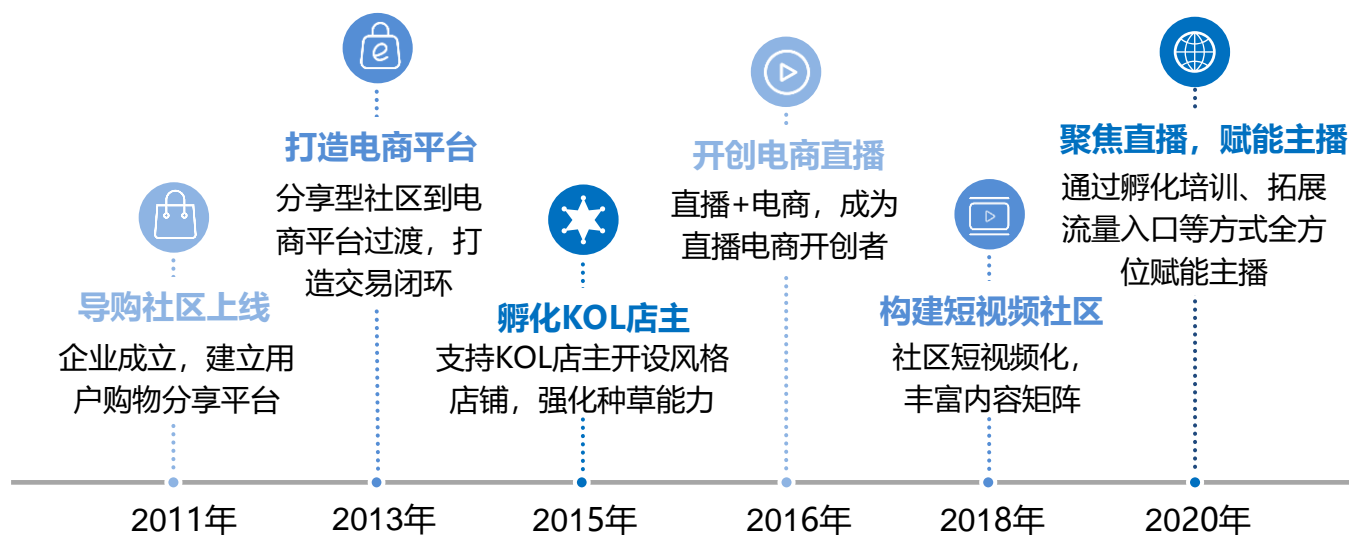 导购社区上线
企业成立，建立用
户购物分享平台
2011年
打造电商平台
分享型社区到电
商平台过渡，打
造交易闭环
2013年
孵化KOL店主
支持KOL店主开设风格
店铺，强化种草能力
2015年
开创电商直播
直播+电商，成为
直播电商开创者
2016年
构建短视频社区
社区短视频化，
丰富内容矩阵
2018年
聚焦直播，赋能主播
通过孵化培训、拓展
流量入口等方式全方
位赋能主播
2020年